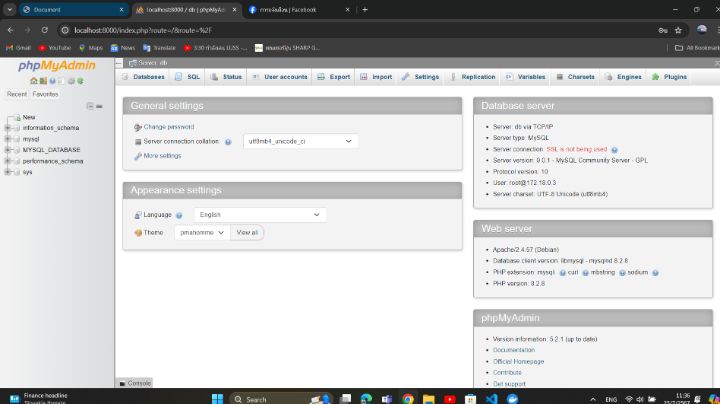 Document
localhost:8000 / db | phpMyAdm
Facebook
localhost:8000/index.php?route=/&route=%2F
Gmail
YouTube
Maps
News
Translate
All Bookmarks
phpMyAdmin
Recent
Favorites
New
information_schema
mysql
MYSQL_DATABASE
performance_schema
sys
Server: db
Databases
SQL
Status
User accounts
Export
Import
Settings
Replication
Variables
Charsets
Engines
Plugins
General settings
Change password
Server connection collation:
utf8mb4_unicode_ci
More settings
Appearance settings
Language
English
Theme
pmahomme
View all
Database server
Server: db via TCP/IP
Server type: MySQL
Server connection: SSL is not being used
Server version: 9.0.1 - MySQL Community Server - GPL
Protocol version: 10
User: root@172.18.0.3
Server charset: UTF-8 Unicode (utf8mb4)
Web server
Apache/2.4.57 (Debian)
Database client version: libmysql - mysqlnd 8.2.8
PHP extension: mysqli curl mbstring sodium
PHP version: 8.2.8
phpMyAdmin
Version information: 5.2.1 (up to date)
Documentation
Official Homepage
Contribute
Get support
Console
Finance headline
Search
ENG
11:36